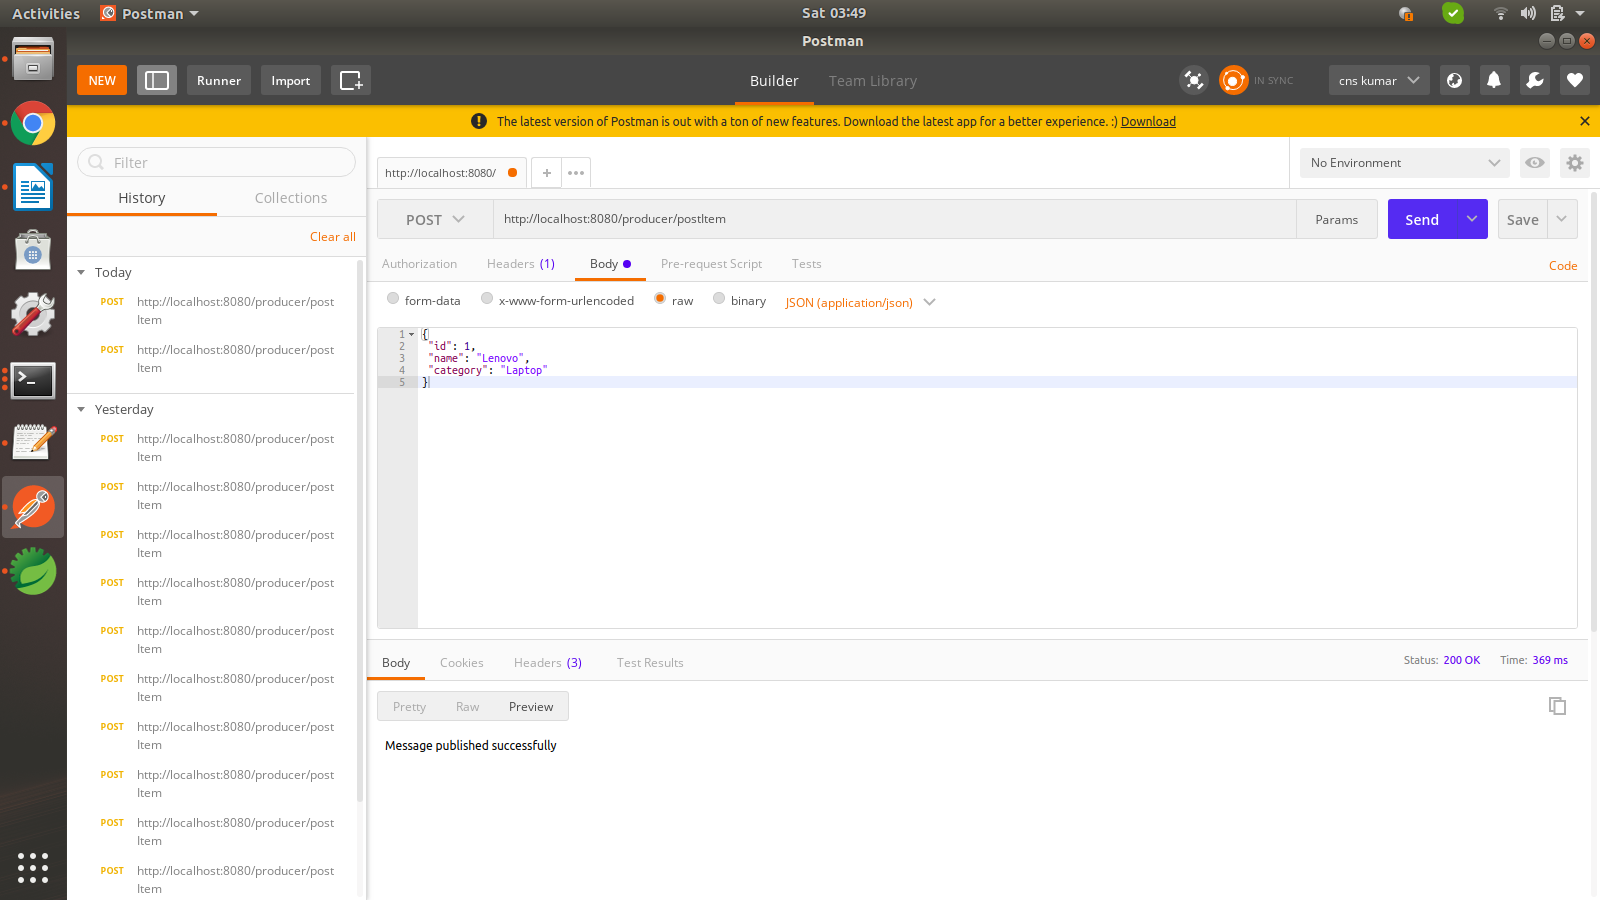 Activities Postman Sat 03:49
Postman
NEW Runner Import Builder Team Library IN SYNC cns kumar
The latest version of Postman is out with a ton of new features. Download the latest app for a better experience. :) Download
Filter
History Collections
Clear all
Today
POST http://localhost:8080/producer/post
Item
POST http://localhost:8080/producer/post
Item
Yesterday
POST http://localhost:8080/producer/post
Item
POST http://localhost:8080/producer/post
Item
POST http://localhost:8080/producer/post
Item
POST http://localhost:8080/producer/post
Item
POST http://localhost:8080/producer/post
Item
POST http://localhost:8080/producer/post
Item
POST http://localhost:8080/producer/post
Item
POST http://localhost:8080/producer/post
Item
POST http://localhost:8080/producer/post
Item
POST http://localhost:8080/producer/post
Item
http://localhost:8080/ + ••• No Environment
POST http://localhost:8080/producer/postItem Params Send Save
Authorization Headers (1) Body Pre-request Script Tests Code
form-data x-www-form-urlencoded raw binary JSON (application/json)
1 {
2 "id": 1,
3 "name": "Lenovo",
4 "category": "Laptop"
5 }
Body Cookies Headers (3) Test Results Status: 200 OK Time: 369 ms
Pretty Raw Preview
Message published successfully